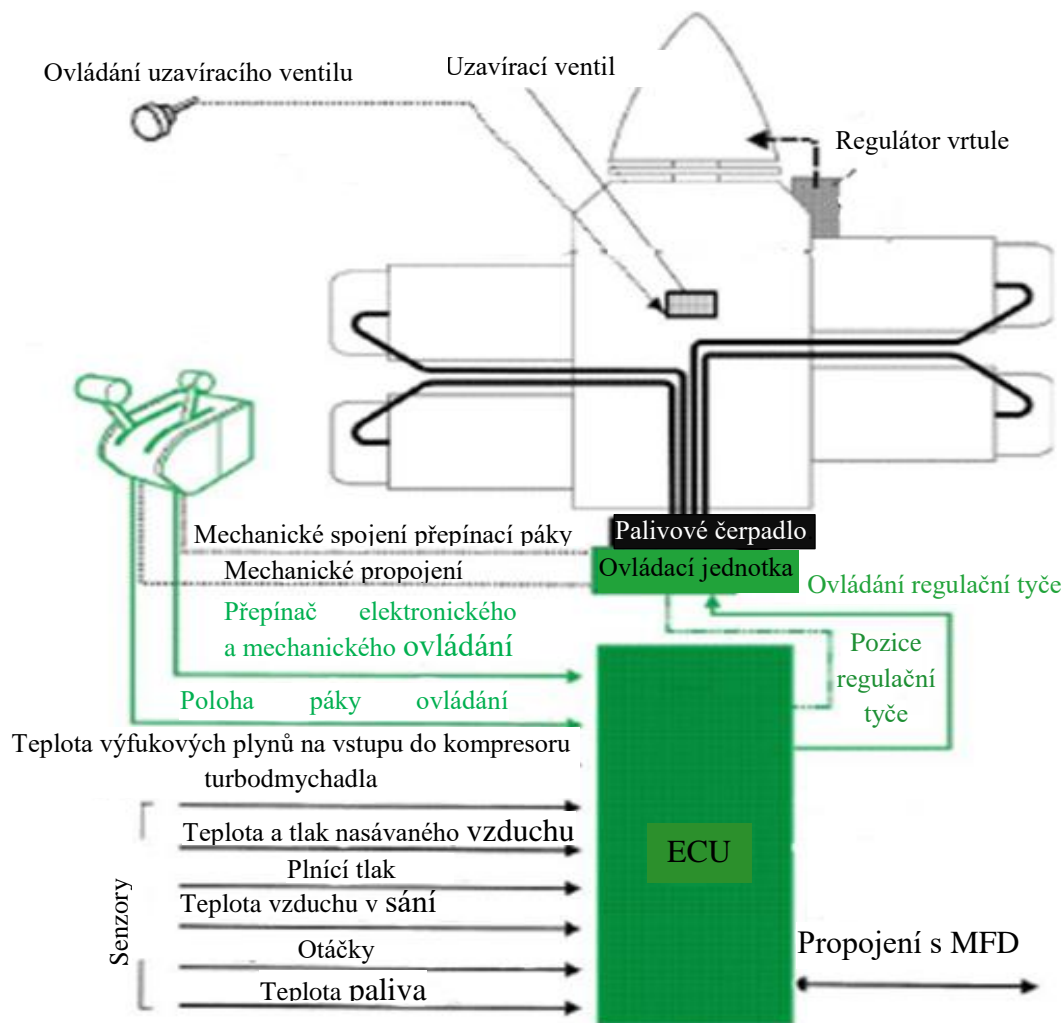 Ovládání uzavíracího ventilu
Uzavírací ventil
Regulátor vrtule
Palivové čerpadlo
Mechanické spojení přepínací páky
Ovládací jednotka
Mechanické propojení
Ovládání regulační tyče
Přepínač elektronického
a mechanického ovládání
Pozice
regulační
tyče
Poloha páky ovládání
Teplota výfukových plynů na vstupu do kompresoru
turbodmychadla
Teplota a tlak nasávaného vzduchu
ECU
Plnící tlak
Teplota vzduchu v sání
Senzory
Otáčky
Propojení s MFD
Teplota paliva